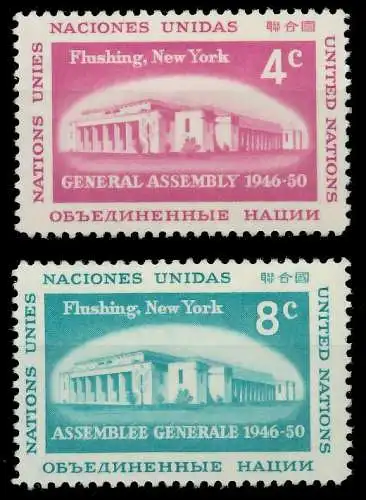 NACIONES UNIDAS 聯合國
NATIONS UNIES
Flushing, New York
4c
UNITED NATIONS
GENERAL ASSEMBLY 1946-50
ОБЪЕДИНЕННЫЕ НАЦИИ
NACIONES UNIDAS 聯合國
NATIONS UNIES
Flushing, New York
8c
UNITED NATIONS
ASSEMBLEE GENERALE 1946-50
ОБЪЕДИНЕННЫЕ НАЦИИ